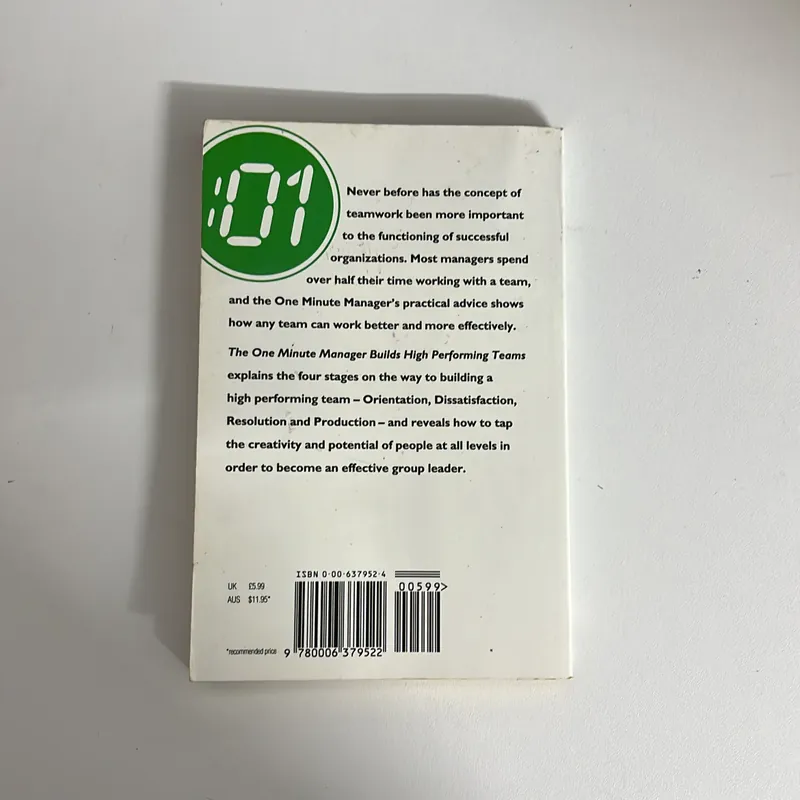 :01
Never before has the concept of
teamwork been more important
to the functioning of successful
organizations. Most managers spend
over half their time working with a team,
and the One Minute Manager's practical advice shows
how any team can work better and more effectively.
The One Minute Manager Builds High Performing Teams
explains the four stages on the way to building a
high performing team – Orientation, Dissatisfaction,
Resolution and Production – and reveals how to tap
the creativity and potential of people at all levels in
order to become an effective group leader.
ISBN 0-00-637952-4
00599>
UK £5.99
AUS $11.95*
*recommended price
9 780006 379522